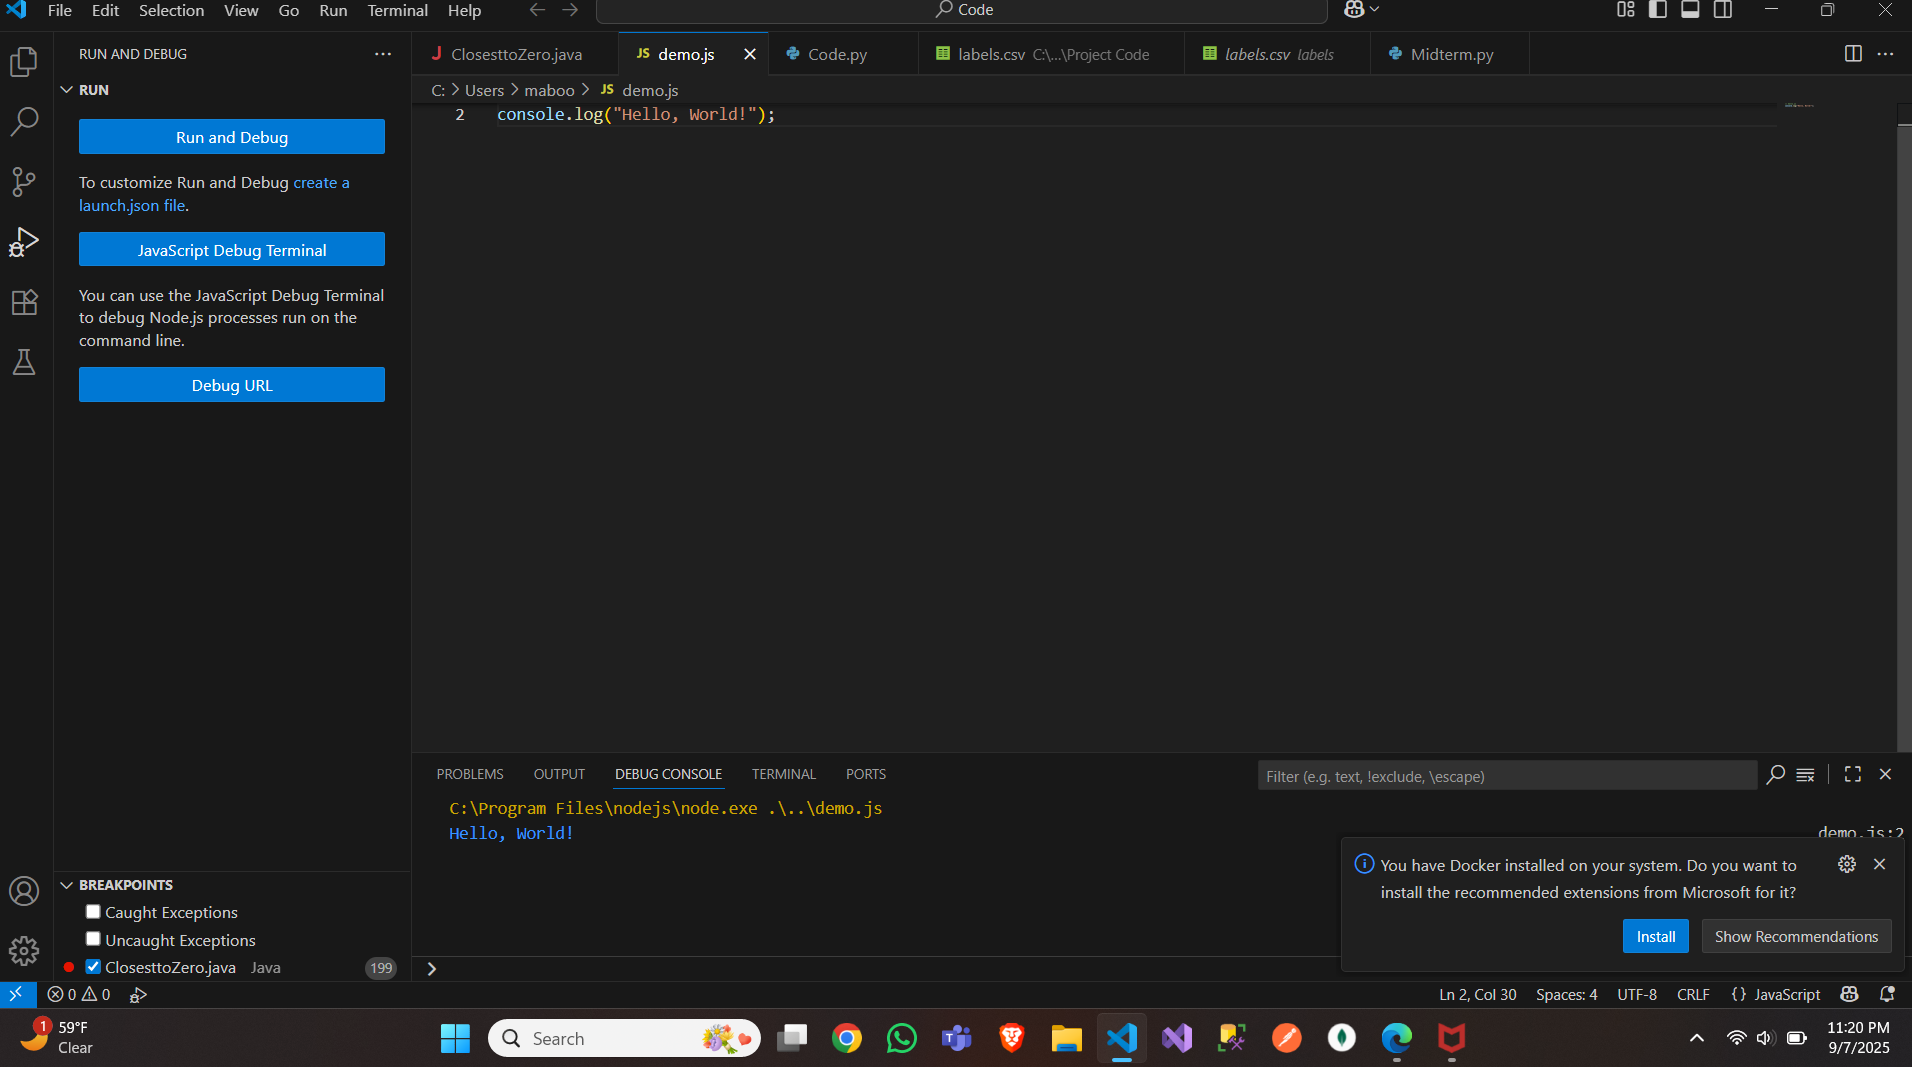 File Edit Selection View Go Run Terminal Help
Code
RUN AND DEBUG
RUN
Run and Debug
To customize Run and Debug create a
launch.json file.
JavaScript Debug Terminal
You can use the JavaScript Debug Terminal
to debug Node.js processes run on the
command line.
Debug URL
BREAKPOINTS
Caught Exceptions
Uncaught Exceptions
ClosesttoZero.java Java 199
J ClosesttoZero.java JS demo.js Code.py labels.csv C:\...\Project Code labels.csv labels Midterm.py
C: > Users > maboo > JS demo.js
2 console.log("Hello, World!");
PROBLEMS OUTPUT DEBUG CONSOLE TERMINAL PORTS
Filter (e.g. text, !exclude, \escape)
C:\Program Files\nodejs\node.exe .\..\demo.js
Hello, World!
demo.js:2
You have Docker installed on your system. Do you want to
install the recommended extensions from Microsoft for it?
Install Show Recommendations
0 0
Ln 2, Col 30 Spaces: 4 UTF-8 CRLF {} JavaScript
1 59°F
Clear
Search
11:20 PM
9/7/2025